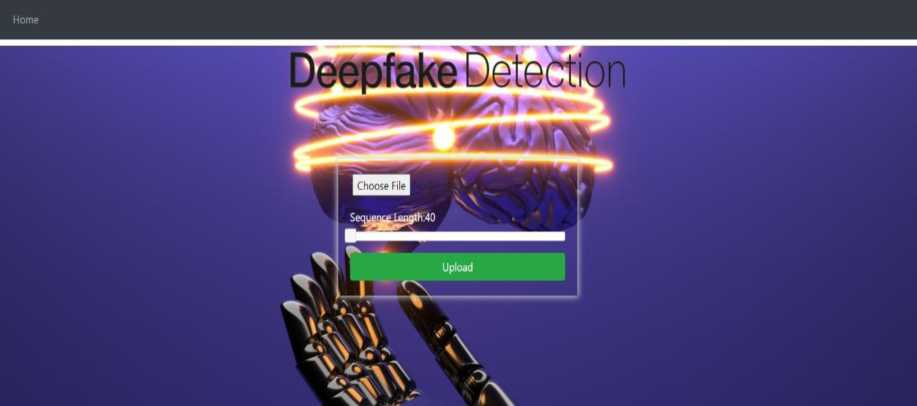 Home
Deepfake Detection
Choose File
Sequence Length:40
Upload